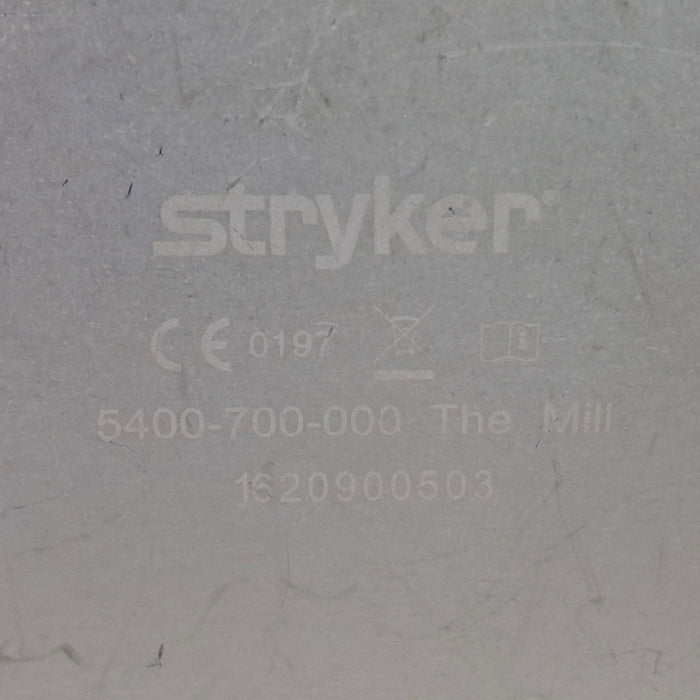 stryker®
CE 0197
5400-700-000 The Mill
1620900503